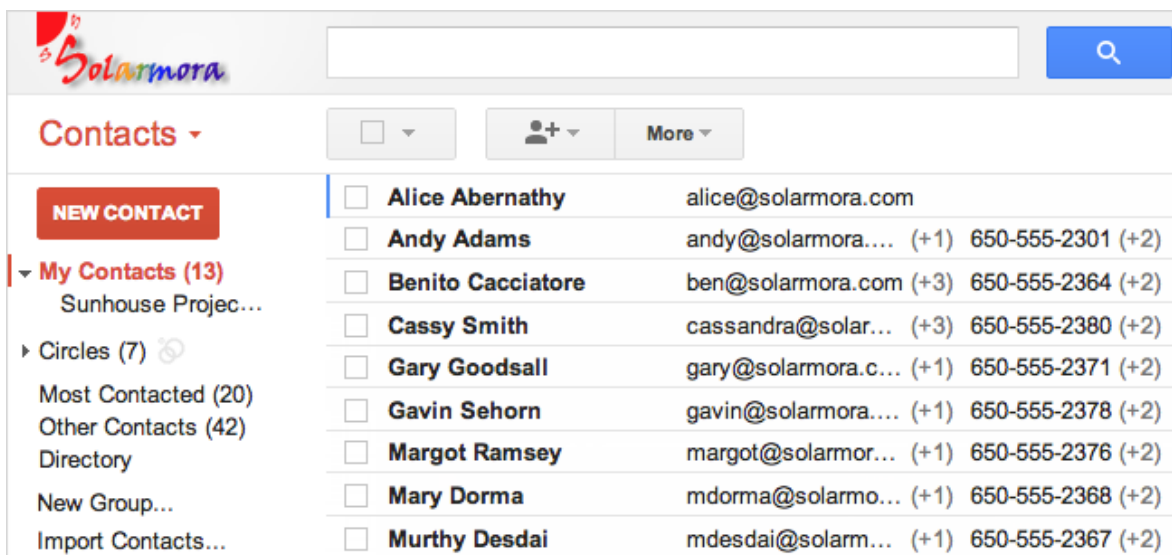 Solarmora
Contacts
More
NEW CONTACT
My Contacts (13)
Sunhouse Projec...
Circles (7)
Most Contacted (20)
Other Contacts (42)
Directory
New Group...
Import Contacts...
Alice Abernathy alice@solarmora.com
Andy Adams andy@solarmora.... (+1) 650-555-2301 (+2)
Benito Cacciatore ben@solarmora.com (+3) 650-555-2364 (+2)
Cassy Smith cassandra@solar... (+3) 650-555-2380 (+2)
Gary Goodsall gary@solarmora.c... (+1) 650-555-2371 (+2)
Gavin Sehorn gavin@solarmora.... (+1) 650-555-2378 (+2)
Margot Ramsey margot@solarmor... (+1) 650-555-2376 (+2)
Mary Dorma mdorma@solarmo... (+1) 650-555-2368 (+2)
Murthy Desdai mdesdai@solarm... (+1) 650-555-2367 (+2)